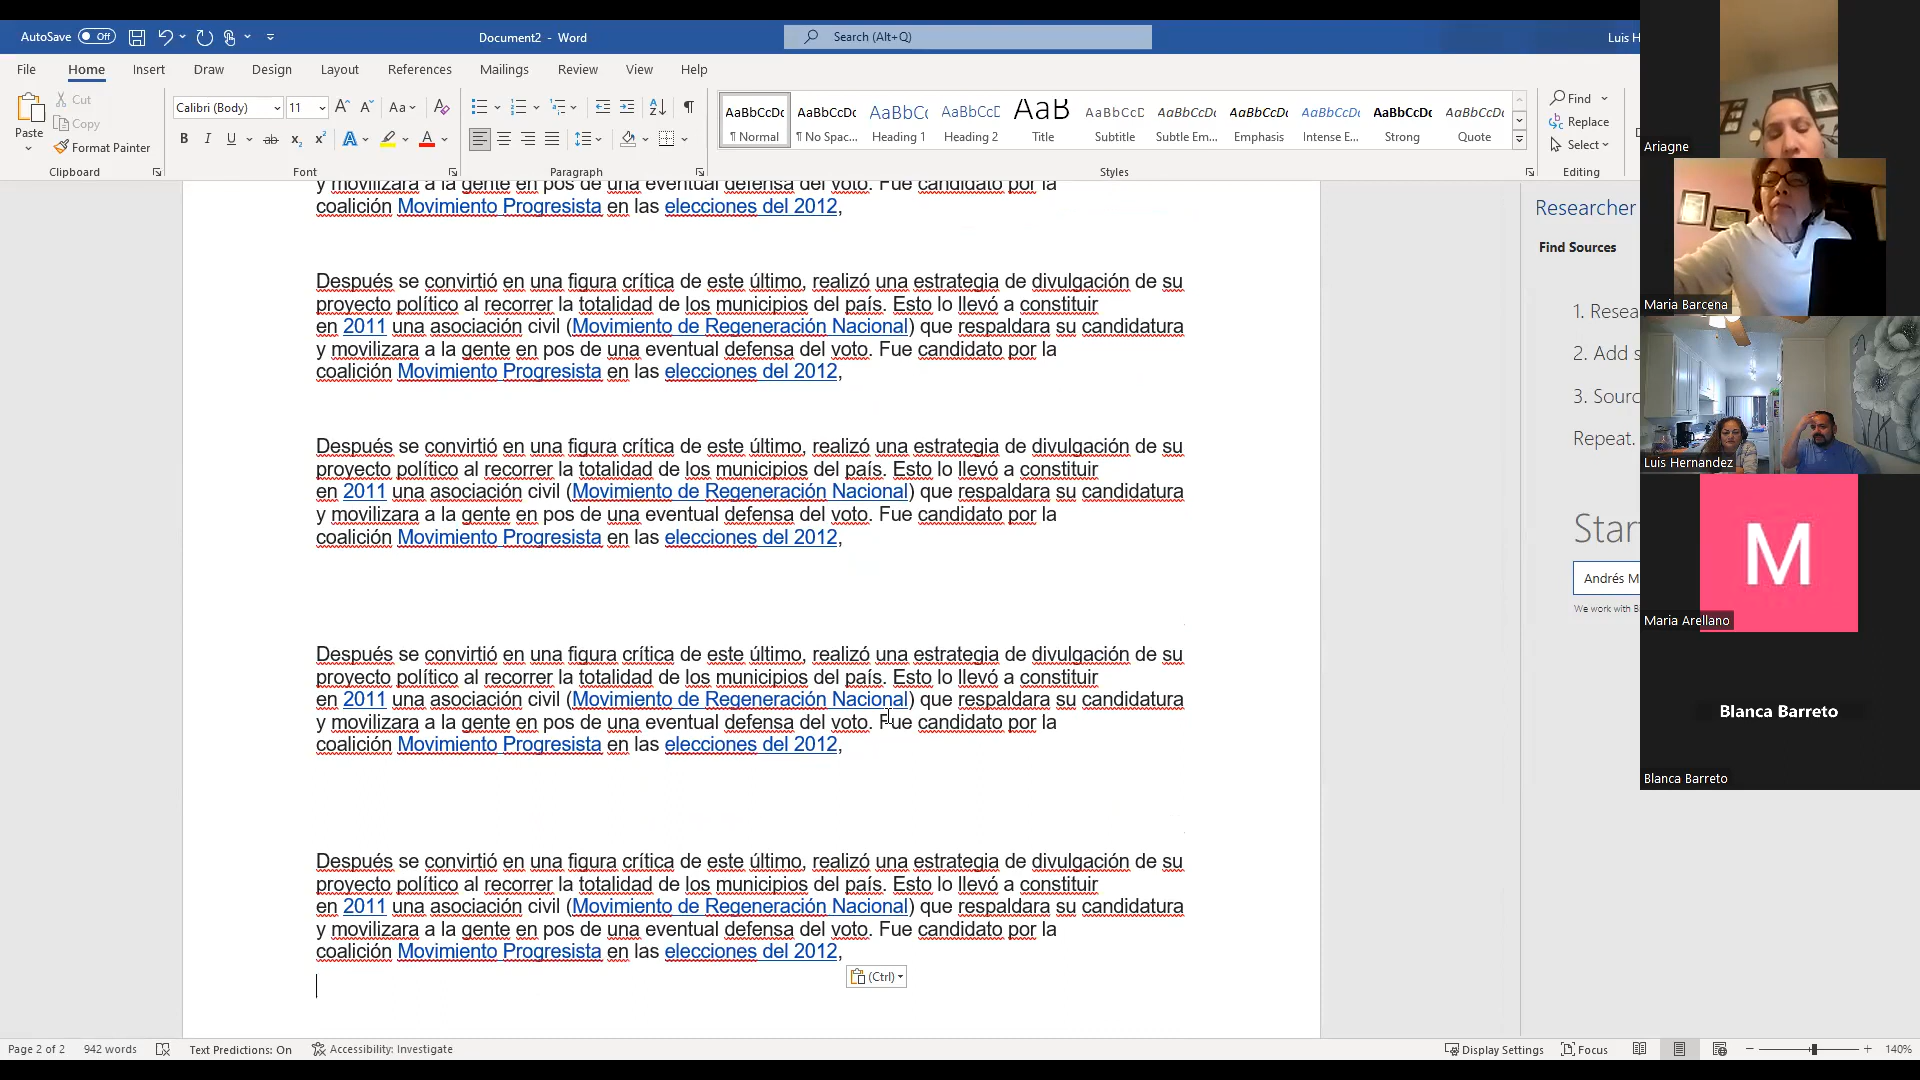 AutoSave Off
Document2 - Word
Search (Alt+Q)
Luis H
File Home Insert Draw Design Layout References Mailings Review View Help
Paste
Cut
Copy
Format Painter
Clipboard
Calibri (Body) 11
Font
Paragraph
AaBbCcDc AaBbCcDc AaBbCc AaBbCcD AaB AaBbCcD AaBbCcDc AaBbCcDc AaBbCcDc AaBbCcDc AaBbCcDc
¶ Normal ¶ No Spac... Heading 1 Heading 2 Title Subtitle Subtle Em... Emphasis Intense E... Strong Quote
Styles
Find
Replace
Select
Editing
y movilizara a la gente en pos de una eventual defensa del voto. Fue candidato por la
coalición Movimiento Progresista en las elecciones del 2012,
Después se convirtió en una figura crítica de este último, realizó una estrategia de divulgación de su
proyecto político al recorrer la totalidad de los municipios del país. Esto lo llevó a constituir
en 2011 una asociación civil (Movimiento de Regeneración Nacional) que respaldara su candidatura
y movilizara a la gente en pos de una eventual defensa del voto. Fue candidato por la
coalición Movimiento Progresista en las elecciones del 2012,
Después se convirtió en una figura crítica de este último, realizó una estrategia de divulgación de su
proyecto político al recorrer la totalidad de los municipios del país. Esto lo llevó a constituir
en 2011 una asociación civil (Movimiento de Regeneración Nacional) que respaldara su candidatura
y movilizara a la gente en pos de una eventual defensa del voto. Fue candidato por la
coalición Movimiento Progresista en las elecciones del 2012,
Después se convirtió en una figura crítica de este último, realizó una estrategia de divulgación de su
proyecto político al recorrer la totalidad de los municipios del país. Esto lo llevó a constituir
en 2011 una asociación civil (Movimiento de Regeneración Nacional) que respaldara su candidatura
y movilizara a la gente en pos de una eventual defensa del voto. Fue candidato por la
coalición Movimiento Progresista en las elecciones del 2012,
Después se convirtió en una figura crítica de este último, realizó una estrategia de divulgación de su
proyecto político al recorrer la totalidad de los municipios del país. Esto lo llevó a constituir
en 2011 una asociación civil (Movimiento de Regeneración Nacional) que respaldara su candidatura
y movilizara a la gente en pos de una eventual defensa del voto. Fue candidato por la
coalición Movimiento Progresista en las elecciones del 2012,
(Ctrl)
Researcher
Find Sources
1. Resea
2. Add s
3. Sourc
Repeat.
Star
Andrés M
We work with B
Ariagne
Maria Barcena
Luis Hernandez
M
Maria Arellano
Blanca Barreto
Blanca Barreto
Page 2 of 2 942 words Text Predictions: On Accessibility: Investigate
Display Settings Focus 140%